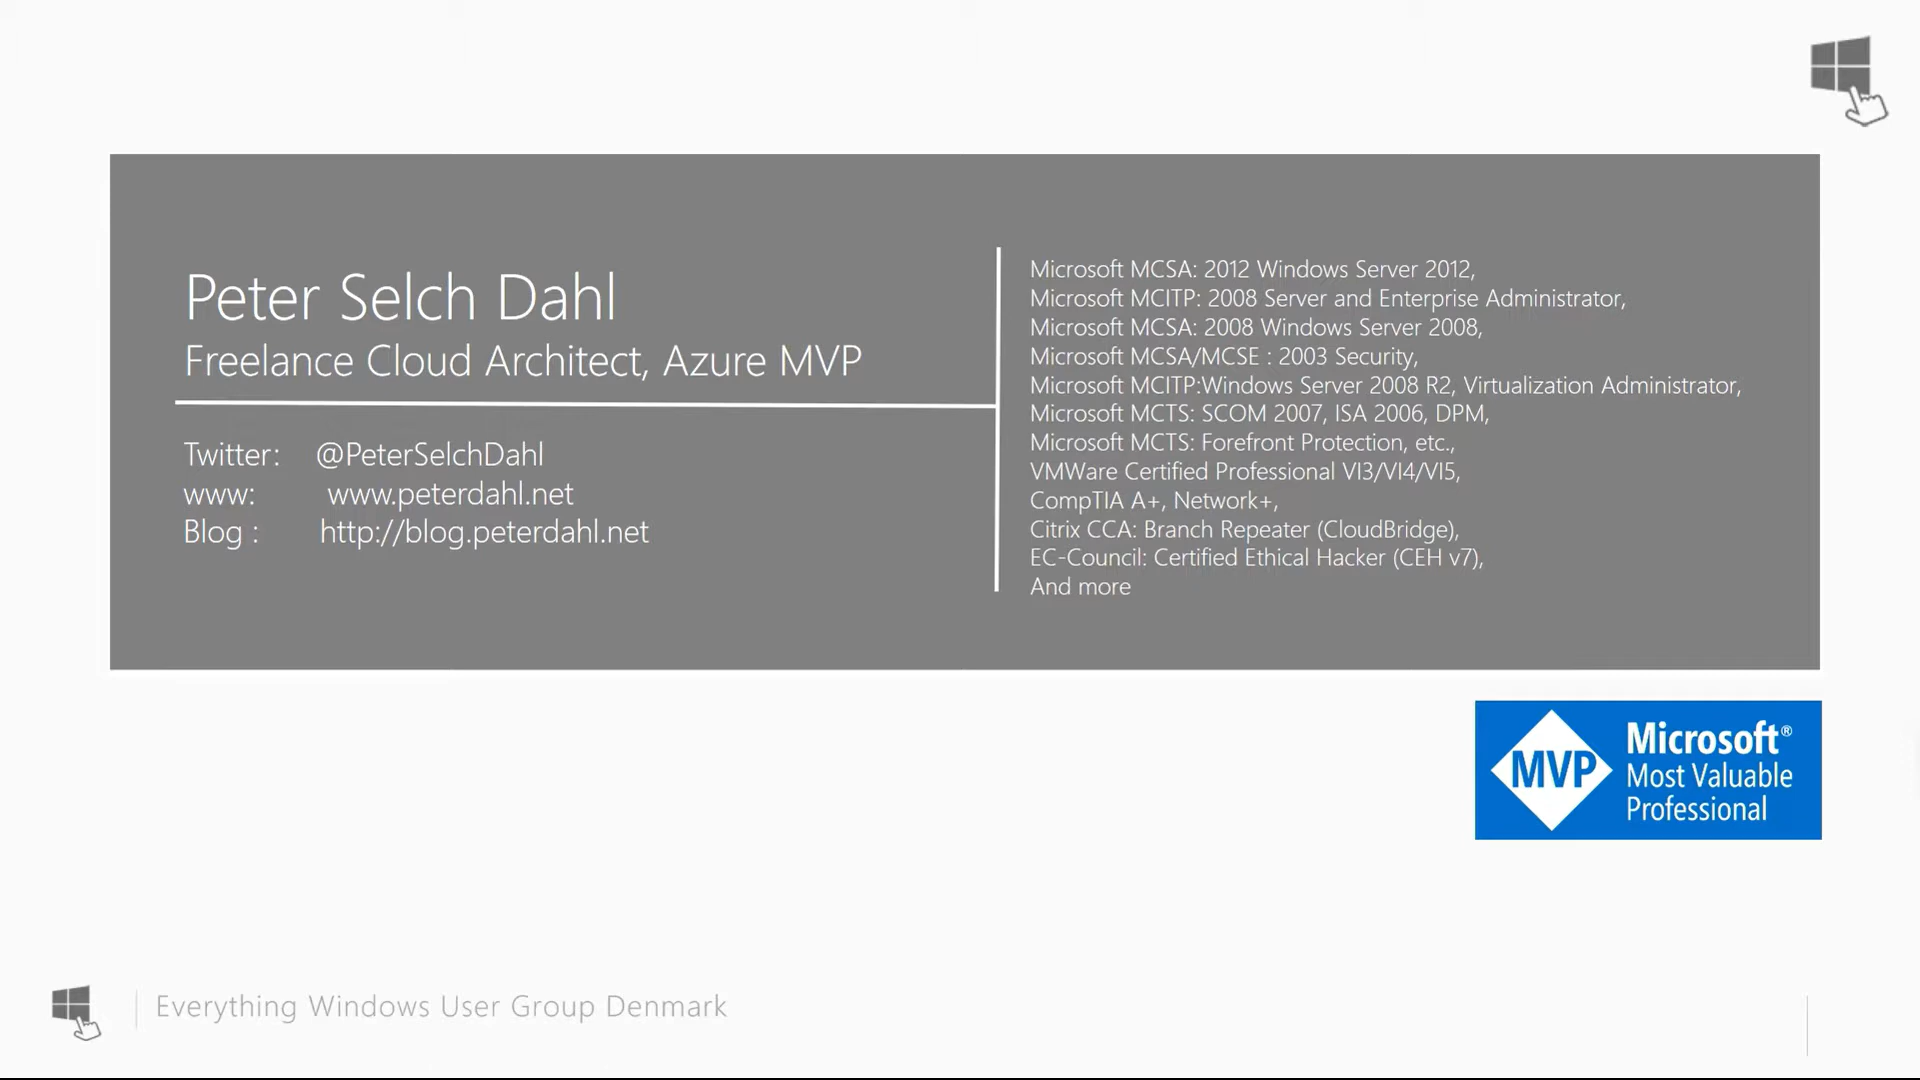 Peter Selch Dahl
Freelance Cloud Architect, Azure MVP
Twitter: @PeterSelchDahl
www: www.peterdahl.net
Blog : http://blog.peterdahl.net
Microsoft MCSA: 2012 Windows Server 2012,
Microsoft MCITP: 2008 Server and Enterprise Administrator,
Microsoft MCSA: 2008 Windows Server 2008,
Microsoft MCSA/MCSE : 2003 Security,
Microsoft MCITP:Windows Server 2008 R2, Virtualization Administrator,
Microsoft MCTS: SCOM 2007, ISA 2006, DPM,
Microsoft MCTS: Forefront Protection, etc.,
VMWare Certified Professional VI3/VI4/VI5,
CompTIA A+, Network+,
Citrix CCA: Branch Repeater (CloudBridge),
EC-Council: Certified Ethical Hacker (CEH v7),
And more
MVP
Microsoft®
Most Valuable
Professional
Everything Windows User Group Denmark